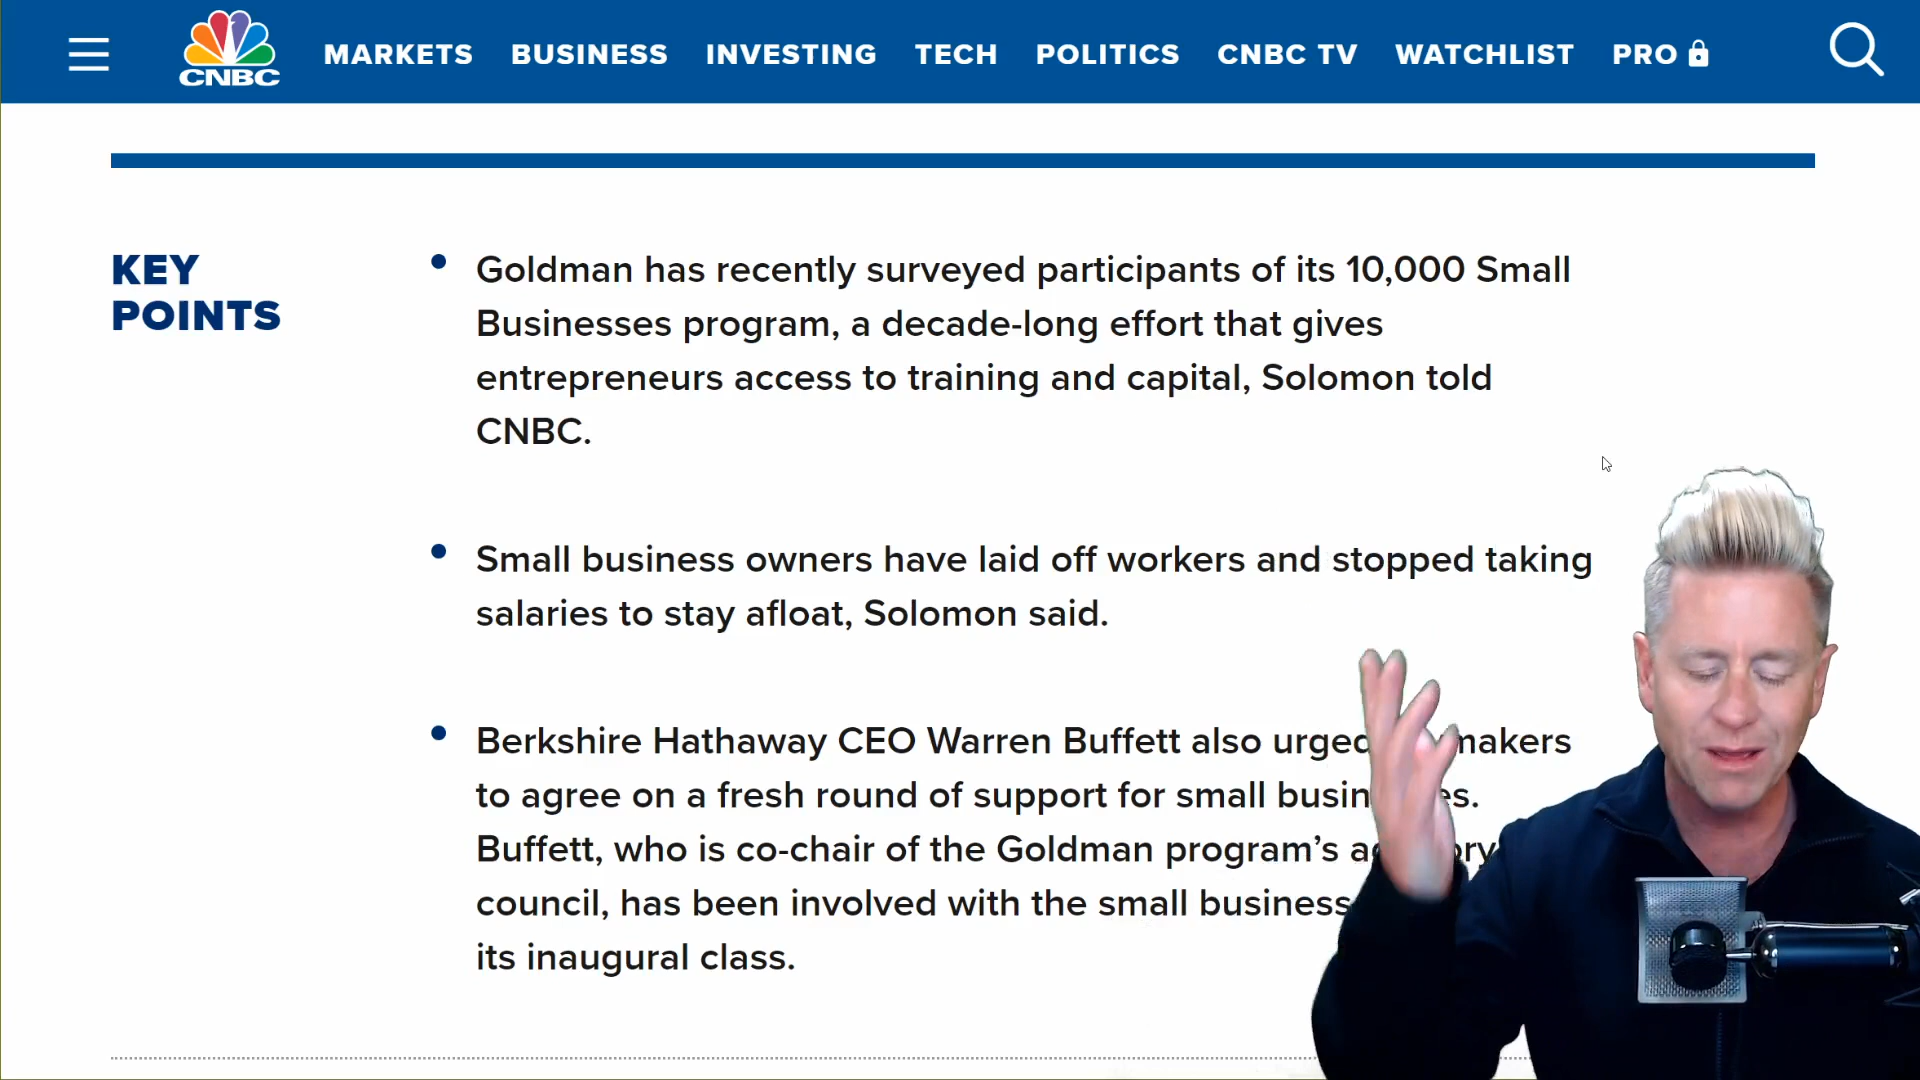 CNBC MARKETS BUSINESS INVESTING TECH POLITICS CNBC TV WATCHLIST PRO
KEY
POINTS
Goldman has recently surveyed participants of its 10,000 Small
Businesses program, a decade-long effort that gives
entrepreneurs access to training and capital, Solomon told
CNBC.
Small business owners have laid off workers and stopped taking
salaries to stay afloat, Solomon said.
Berkshire Hathaway CEO Warren Buffett also urged
to agree on a fresh round of support for small
Buffett, who is co-chair of the Goldman program’s
council, has been involved with the small business
its inaugural class.